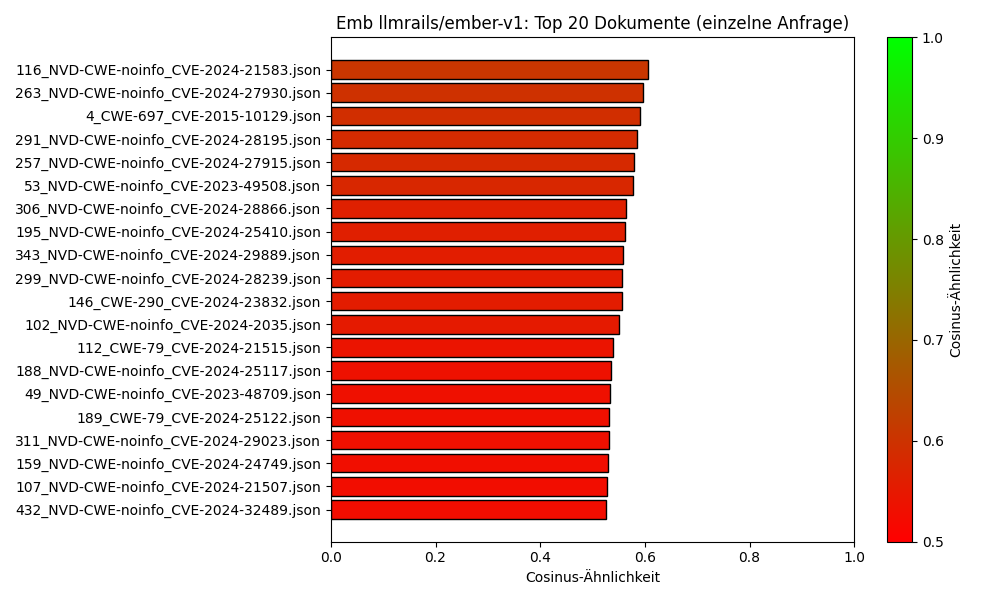 Emb llmrails/ember-v1: Top 20 Dokumente (einzelne Anfrage)
116_NVD-CWE-noinfo_CVE-2024-21583.json
263_NVD-CWE-noinfo_CVE-2024-27930.json
4_CWE-697_CVE-2015-10129.json
291_NVD-CWE-noinfo_CVE-2024-28195.json
257_NVD-CWE-noinfo_CVE-2024-27915.json
53_NVD-CWE-noinfo_CVE-2023-49508.json
306_NVD-CWE-noinfo_CVE-2024-28866.json
195_NVD-CWE-noinfo_CVE-2024-25410.json
343_NVD-CWE-noinfo_CVE-2024-29889.json
299_NVD-CWE-noinfo_CVE-2024-28239.json
146_CWE-290_CVE-2024-23832.json
102_NVD-CWE-noinfo_CVE-2024-2035.json
112_CWE-79_CVE-2024-21515.json
188_NVD-CWE-noinfo_CVE-2024-25117.json
49_NVD-CWE-noinfo_CVE-2023-48709.json
189_CWE-79_CVE-2024-25122.json
311_NVD-CWE-noinfo_CVE-2024-29023.json
159_NVD-CWE-noinfo_CVE-2024-24749.json
107_NVD-CWE-noinfo_CVE-2024-21507.json
432_NVD-CWE-noinfo_CVE-2024-32489.json
0.0 0.2 0.4 0.6 0.8 1.0
Cosinus-Ähnlichkeit
1.0
0.9
0.8
0.7
0.6
0.5
Cosinus-Ähnlichkeit